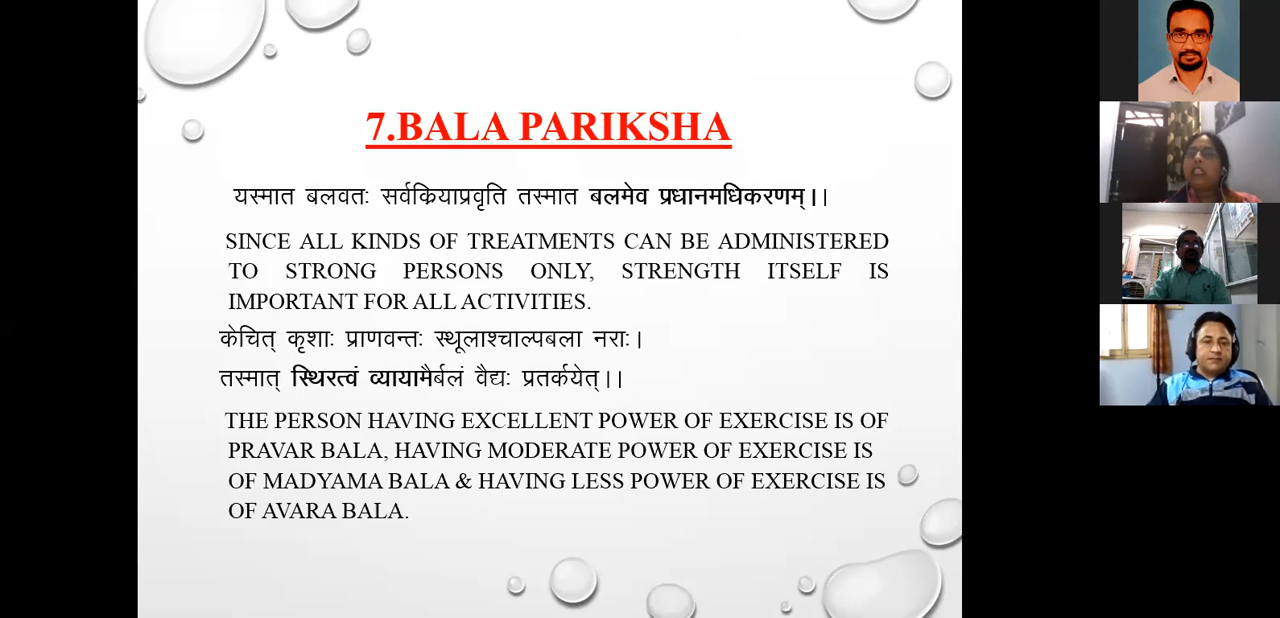 7.BALA PARIKSHA
यस्मात बलवतः सर्वकियाप्रवृति तस्मात बलमेव प्रधानमधिकरणम्।।
SINCE ALL KINDS OF TREATMENTS CAN BE ADMINISTERED
TO STRONG PERSONS ONLY, STRENGTH ITSELF IS
IMPORTANT FOR ALL ACTIVITIES.
केचित् कृशाः प्राणवन्तः स्थूलाश्चाल्पबला नराः।
तस्मात् स्थिरत्वं व्यायामैर्बलं वैद्यः प्रतर्कयेत्।।
THE PERSON HAVING EXCELLENT POWER OF EXERCISE IS OF
PRAVAR BALA, HAVING MODERATE POWER OF EXERCISE IS
OF MADYAMA BALA & HAVING LESS POWER OF EXERCISE IS
OF AVARA BALA.